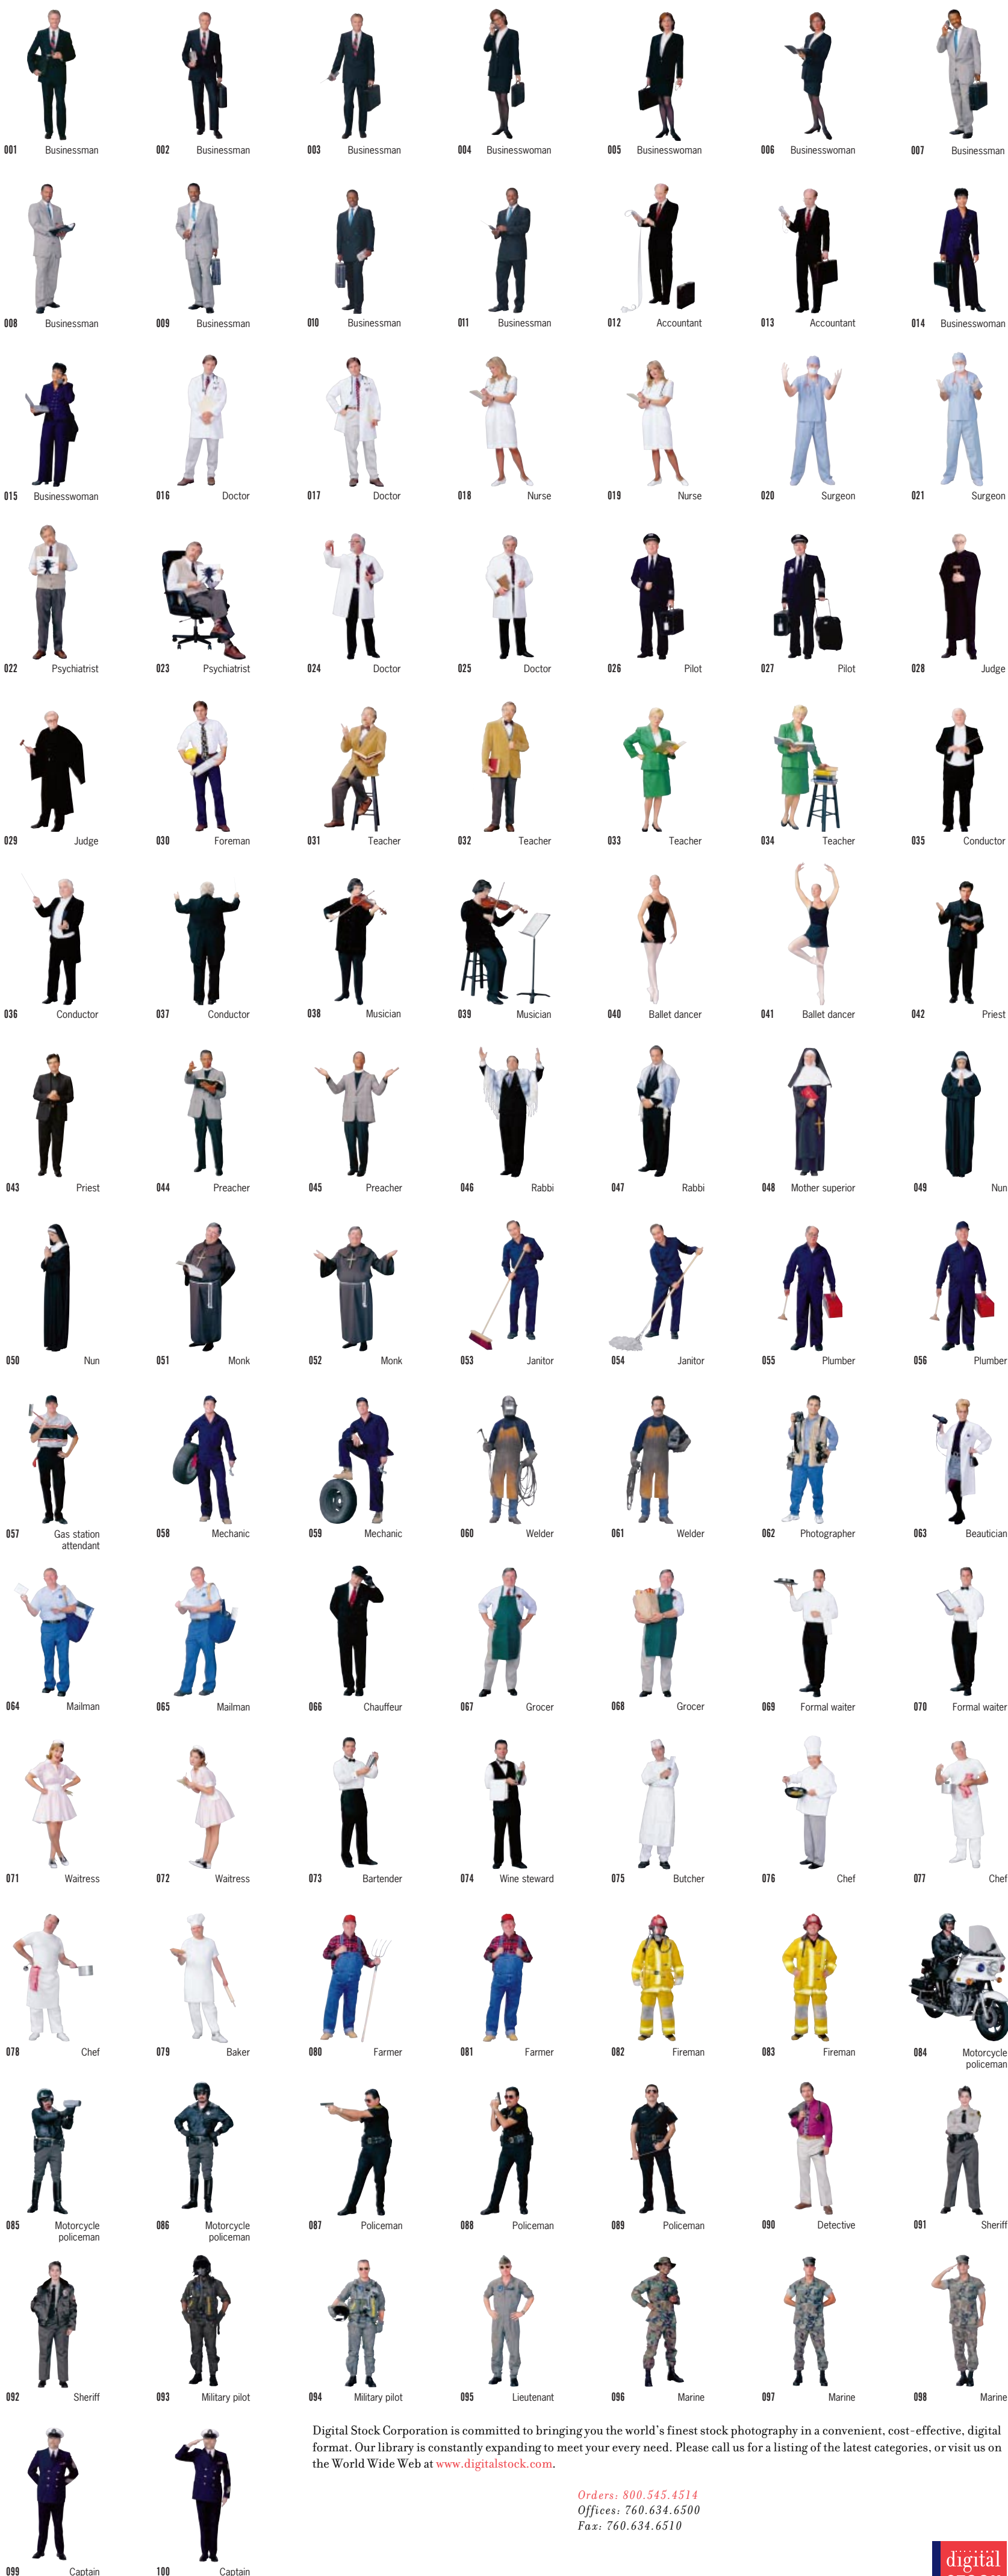 001 Businessman
002 Businessman
003 Businessman
004 Businesswoman
005 Businesswoman
006 Businesswoman
007 Businessman
008 Businessman
009 Businessman
010 Businessman
011 Businessman
012 Accountant
013 Accountant
014 Businesswoman
015 Businesswoman
016 Doctor
017 Doctor
018 Nurse
019 Nurse
020 Surgeon
021 Surgeon
022 Psychiatrist
023 Psychiatrist
024 Doctor
025 Doctor
026 Pilot
027 Pilot
028 Judge
029 Judge
030 Foreman
031 Teacher
032 Teacher
033 Teacher
034 Teacher
035 Conductor
036 Conductor
037 Conductor
038 Musician
039 Musician
040 Ballet dancer
041 Ballet dancer
042 Priest
043 Priest
044 Preacher
045 Preacher
046 Rabbi
047 Rabbi
048 Mother superior
049 Nun
050 Nun
051 Monk
052 Monk
053 Janitor
054 Janitor
055 Plumber
056 Plumber
057 Gas station
attendant
058 Mechanic
059 Mechanic
060 Welder
061 Welder
062 Photographer
063 Beautician
064 Mailman
065 Mailman
066 Chauffeur
067 Grocer
068 Grocer
069 Formal waiter
070 Formal waiter
071 Waitress
072 Waitress
073 Bartender
074 Wine steward
075 Butcher
076 Chef
077 Chef
078 Chef
079 Baker
080 Farmer
081 Farmer
082 Fireman
083 Fireman
084 Motorcycle
policeman
085 Motorcycle
policeman
086 Motorcycle
policeman
087 Policeman
088 Policeman
089 Policeman
090 Detective
091 Sheriff
092 Sheriff
093 Military pilot
094 Military pilot
095 Lieutenant
096 Marine
097 Marine
098 Marine
099 Captain
100 Captain
Digital Stock Corporation is committed to bringing you the world's finest stock photography in a convenient, cost-effective, digital
format. Our library is constantly expanding to meet your every need. Please call us for a listing of the latest categories, or visit us on
the World Wide Web at www.digitalstock.com.
Orders: 800.545.4514
Offices: 760.634.6500
Fax: 760.634.6510
digital